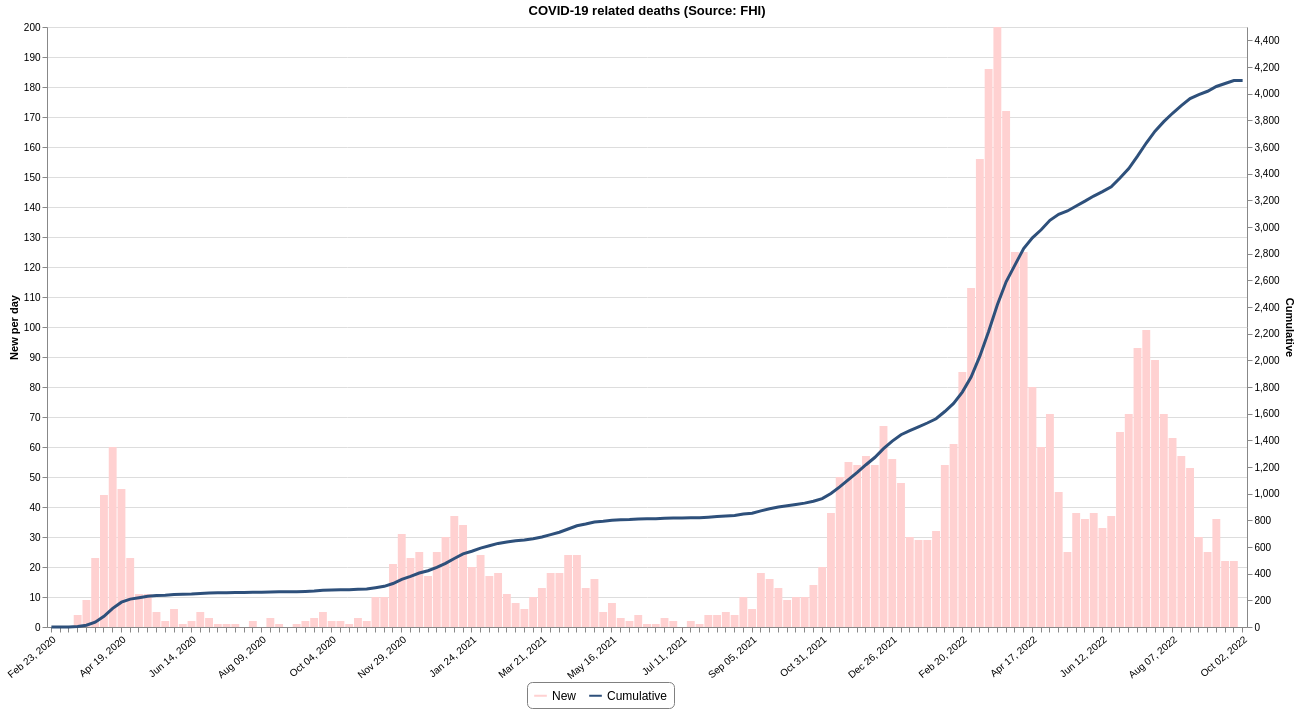 COVID-19 related deaths (Source: FHI)
New per day
200
190
180
170
160
150
140
130
120
110
100
90
80
70
60
50
40
30
20
10
0
4,400
4,200
4,000
3,800
3,600
3,400
3,200
3,000
2,800
2,600
2,400
2,200
2,000
1,800
1,600
1,400
1,200
1,000
800
600
400
200
0
Cumulative
Feb 23, 2020
Apr 19, 2020
Jun 14, 2020
Aug 09, 2020
Oct 04, 2020
Nov 29, 2020
Jan 24, 2021
Mar 21, 2021
May 16, 2021
Jul 11, 2021
Sep 05, 2021
Oct 31, 2021
Dec 26, 2021
Feb 20, 2022
Apr 17, 2022
Jun 12, 2022
Aug 07, 2022
Oct 02, 2022
New
Cumulative